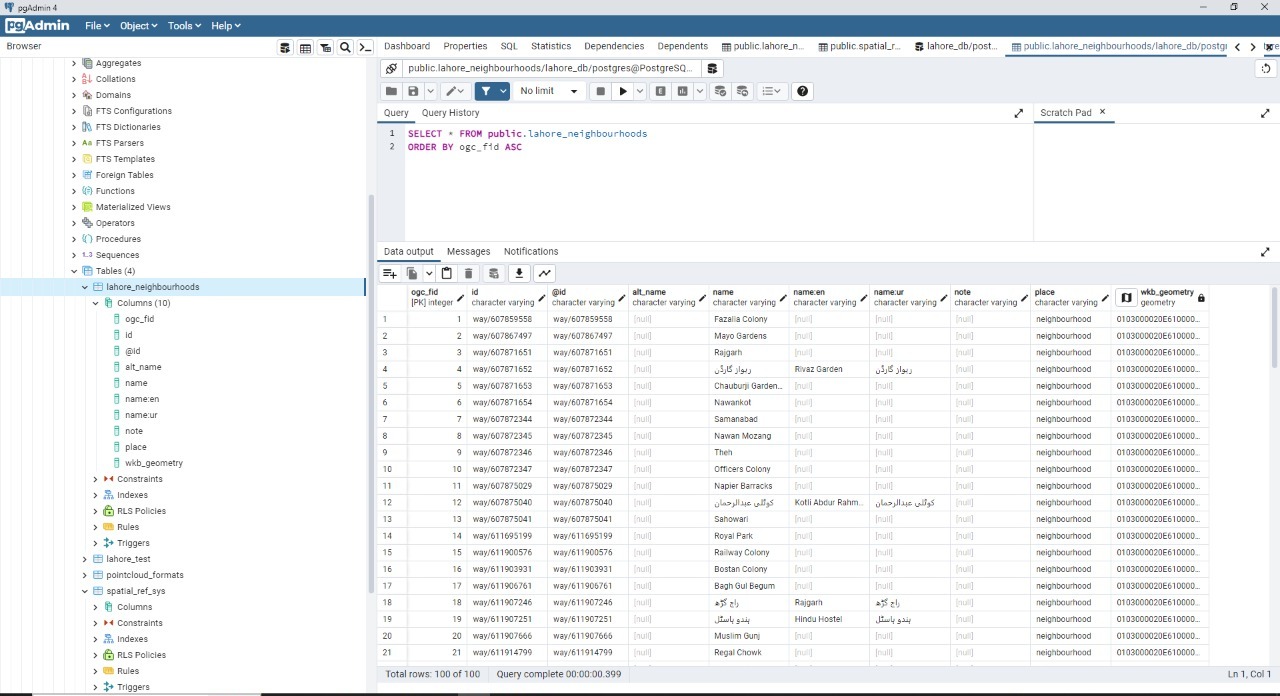 pgAdmin 4
pgAdmin File Object Tools Help
Browser
Dashboard Properties SQL Statistics Dependencies Dependents public.lahore_n... public.spatial_r... lahore_db/post... public.lahore_neighbourhoods/lahore_db/postgr
Aggregates
Collations
Domains
FTS Configurations
FTS Dictionaries
FTS Parsers
FTS Templates
Foreign Tables
Functions
Materialized Views
Operators
Procedures
Sequences
Tables (4)
lahore_neighbourhoods
Columns (10)
ogc_fid
id
@id
alt_name
name
name:en
name:ur
note
place
wkb_geometry
Constraints
Indexes
RLS Policies
Rules
Triggers
lahore_test
pointcloud_formats
spatial_ref_sys
Columns
Constraints
Indexes
RLS Policies
Rules
Triggers
public.lahore_neighbourhoods/lahore_db/postgres@PostgreSQ...
No limit
Query Query History
Scratch Pad
1 SELECT * FROM public.lahore_neighbourhoods
2 ORDER BY ogc_fid ASC
Data output Messages Notifications
ogc_fid id @id alt_name name name:en name:ur note place wkb_geometry
[PK] integer character varying character varying character varying character varying character varying character varying character varying character varying geometry
1 1 way/607859558 way/607859558 [null] Fazalia Colony [null] [null] [null] neighbourhood 0103000020E610000...
2 2 way/607867497 way/607867497 [null] Mayo Gardens [null] [null] [null] neighbourhood 0103000020E610000...
3 3 way/607871651 way/607871651 [null] Rajgarh [null] [null] [null] neighbourhood 0103000020E610000...
4 4 way/607871652 way/607871652 [null] ریواز گارڈن Rivaz Garden ریواز گارڈن [null] neighbourhood 0103000020E610000...
5 5 way/607871653 way/607871653 [null] Chauburji Garden... [null] [null] [null] neighbourhood 0103000020E610000...
6 6 way/607871654 way/607871654 [null] Nawankot [null] [null] [null] neighbourhood 0103000020E610000...
7 7 way/607872344 way/607872344 [null] Samanabad [null] [null] [null] neighbourhood 0103000020E610000...
8 8 way/607872345 way/607872345 [null] Nawan Mozang [null] [null] [null] neighbourhood 0103000020E610000...
9 9 way/607872346 way/607872346 [null] Theh [null] [null] [null] neighbourhood 0103000020E610000...
10 10 way/607872347 way/607872347 [null] Officers Colony [null] [null] [null] neighbourhood 0103000020E610000...
11 11 way/607875029 way/607875029 [null] Napier Barracks [null] [null] [null] neighbourhood 0103000020E610000...
12 12 way/607875040 way/607875040 [null] کوٹلی عبدالرحمان Kotli Abdur Rahm... کوٹلی عبدالرحمان [null] neighbourhood 0103000020E610000...
13 13 way/607875041 way/607875041 [null] Sahowari [null] [null] [null] neighbourhood 0103000020E610000...
14 14 way/611695199 way/611695199 [null] Royal Park [null] [null] [null] neighbourhood 0103000020E610000...
15 15 way/611900576 way/611900576 [null] Railway Colony [null] [null] [null] neighbourhood 0103000020E610000...
16 16 way/611903931 way/611903931 [null] Bostan Colony [null] [null] [null] neighbourhood 0103000020E610000...
17 17 way/611906761 way/611906761 [null] Bagh Gul Begum [null] [null] [null] neighbourhood 0103000020E610000...
18 18 way/611907246 way/611907246 [null] راج گڑھ Rajgarh راج گڑھ [null] neighbourhood 0103000020E610000...
19 19 way/611907251 way/611907251 [null] ہندو ہاسٹل Hindu Hostel ہندو ہاسٹل [null] neighbourhood 0103000020E610000...
20 20 way/611907666 way/611907666 [null] Muslim Gunj [null] [null] [null] neighbourhood 0103000020E610000...
21 21 way/611914799 way/611914799 [null] Regal Chowk [null] [null] [null] neighbourhood 0103000020E610000...
Total rows: 100 of 100 Query complete 00:00:00.399 Ln 1, Col 1